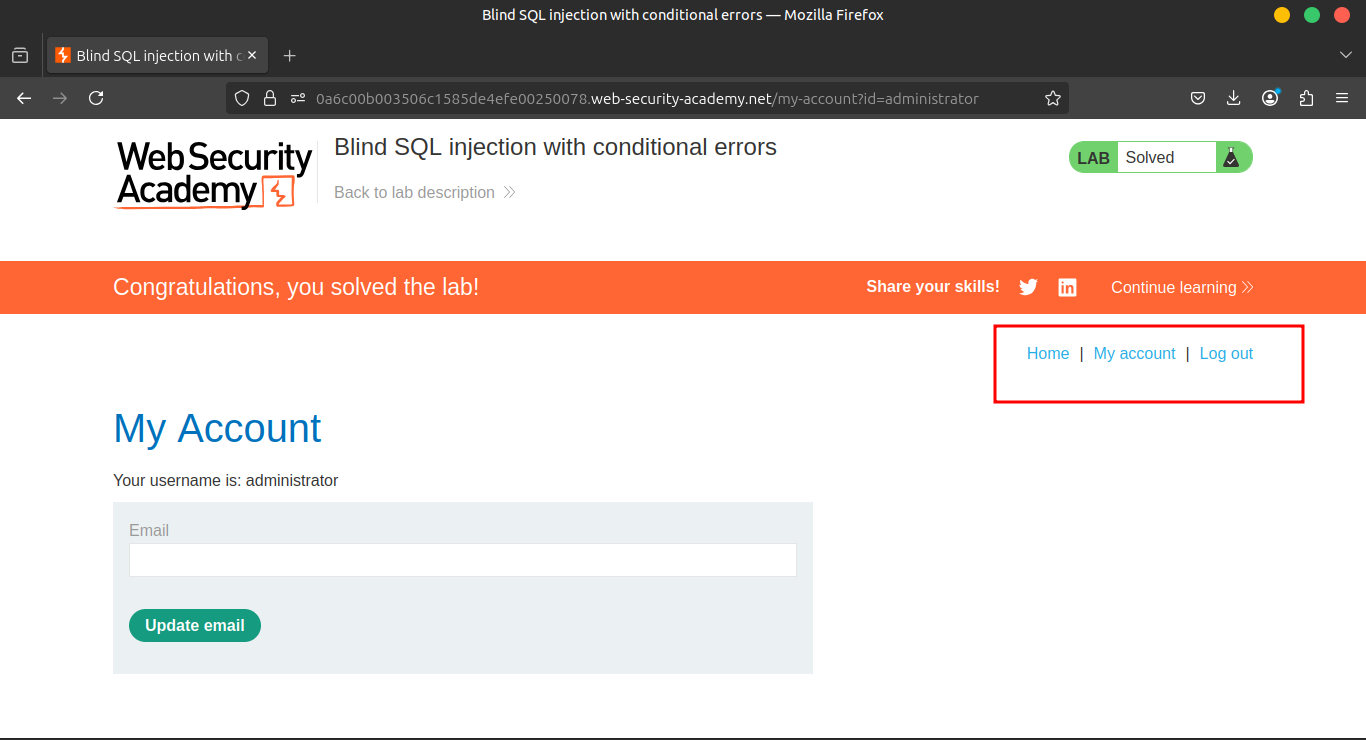 Blind SQL injection with conditional errors — Mozilla Firefox
Blind SQL injection with c
0a6c00b003506c1585de4efe00250078.web-security-academy.net/my-account?id=administrator
Web Security
Academy
Blind SQL injection with conditional errors
Back to lab description
LAB Solved
Congratulations, you solved the lab!
Share your skills!
Continue learning
Home | My account | Log out
My Account
Your username is: administrator
Email
Update email